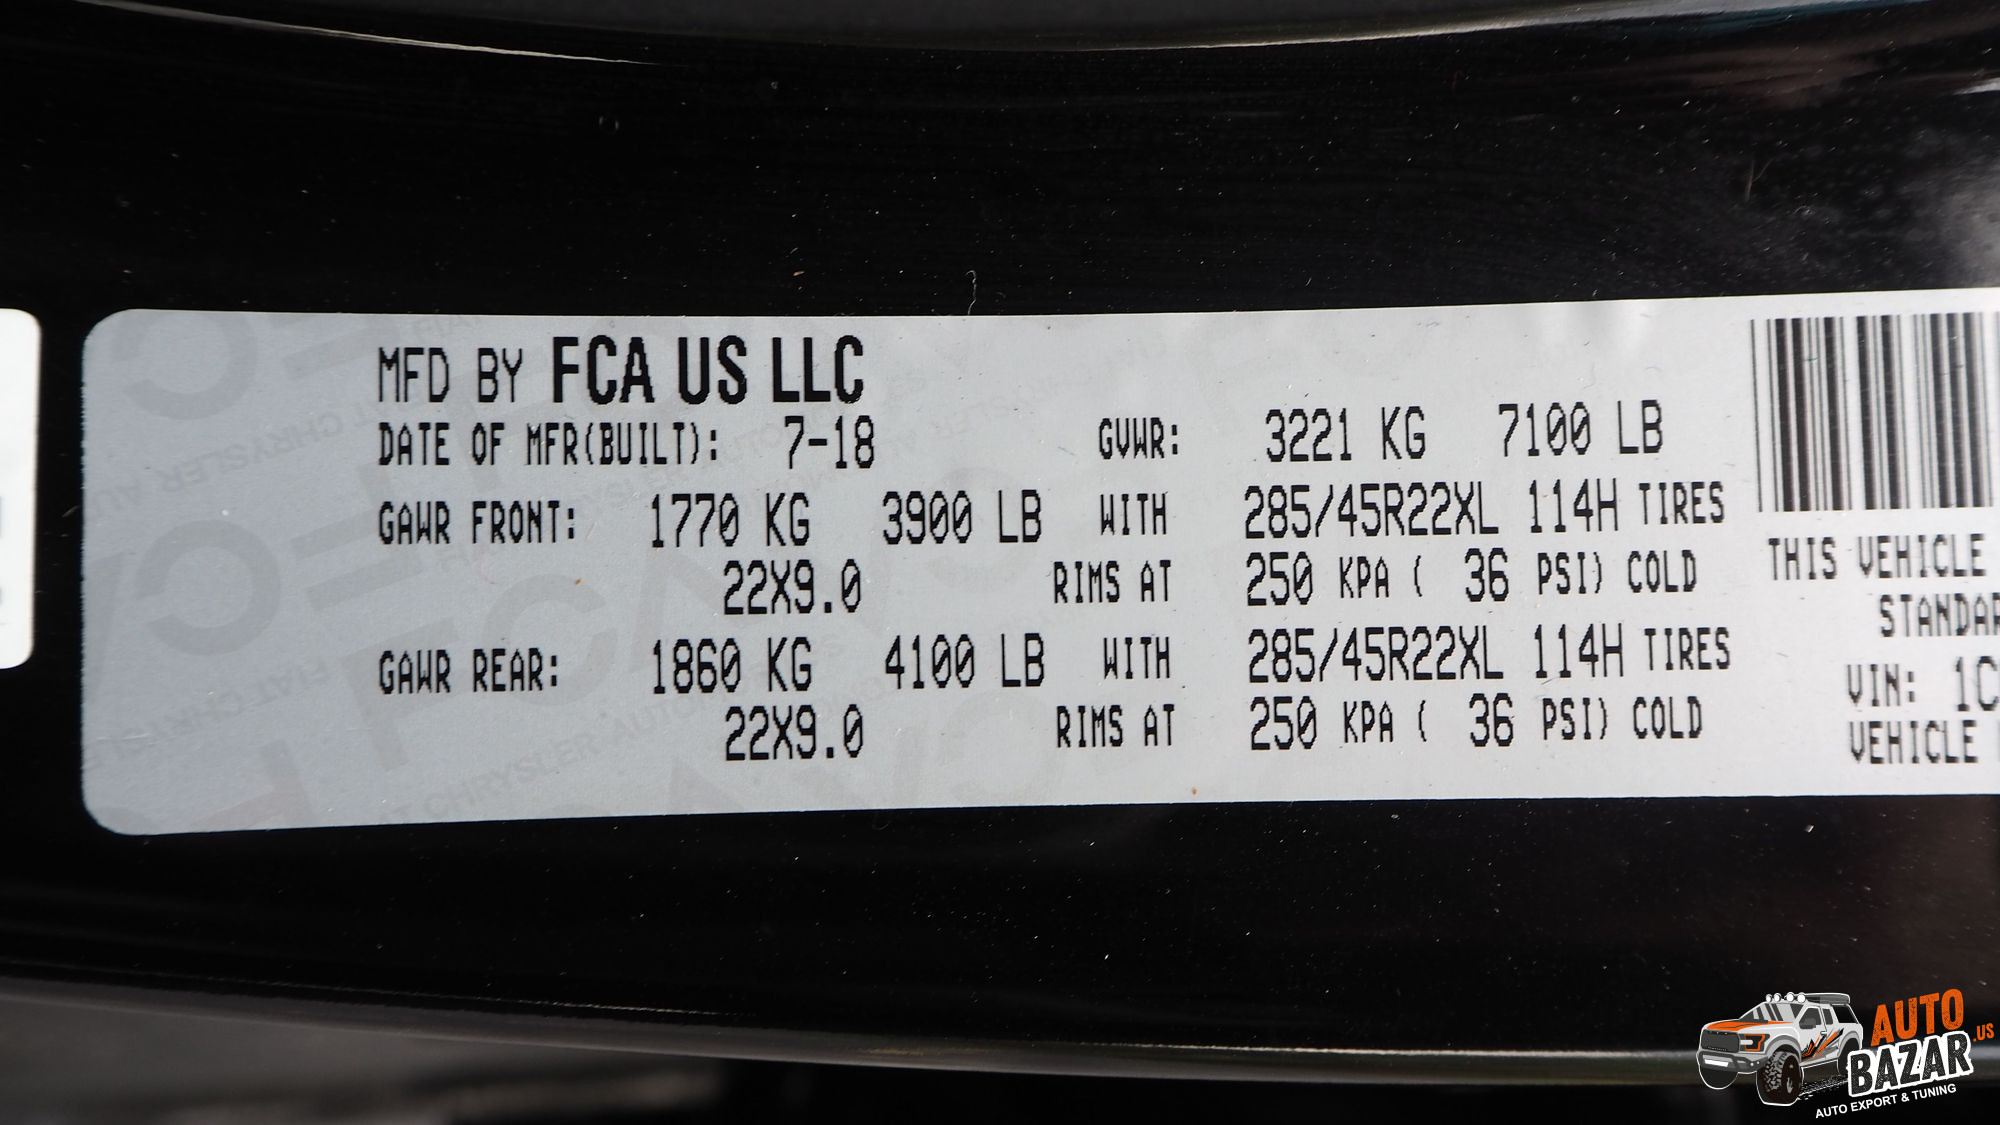 MFD BY FCA US LLC
DATE OF MFR(BUILT): 7-18 GVWR: 3221 KG 7100 LB
GAWR FRONT: 1770 KG 3900 LB WITH 285/45R22XL 114H TIRES
22X9.0 RIMS AT 250 KPA ( 36 PSI) COLD
GAWR REAR: 1860 KG 4100 LB WITH 285/45R22XL 114H TIRES
22X9.0 RIMS AT 250 KPA ( 36 PSI) COLD
THIS VEHICLE
STANDAR
VIN: 1C
VEHICLE
AUTO
BAZAR.US
AUTO EXPORT & TUNING